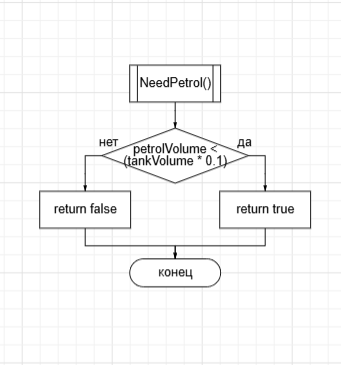 NeedPetrol()
нет
да
petrolVolume <
(tankVolume * 0.1)
return false
return true
конец